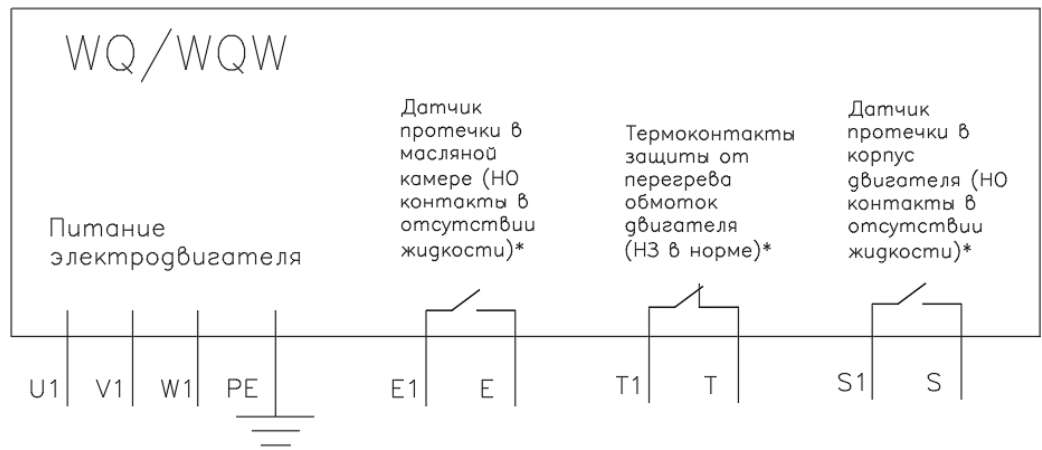 WQ/WQW
Датчик
протечки в
масляной
камере (НО
контакты в
отсутствии
жидкости)*
Термоконтакты
защиты от
перегрева
обмоток
двигателя
(НЗ в норме)*
Датчик
протечки в
корпус
двигателя (НО
контакты в
отсутствии
жидкости)*
Питание
электродвигателя
U1 V1 W1 PE E1 E T1 T S1 S